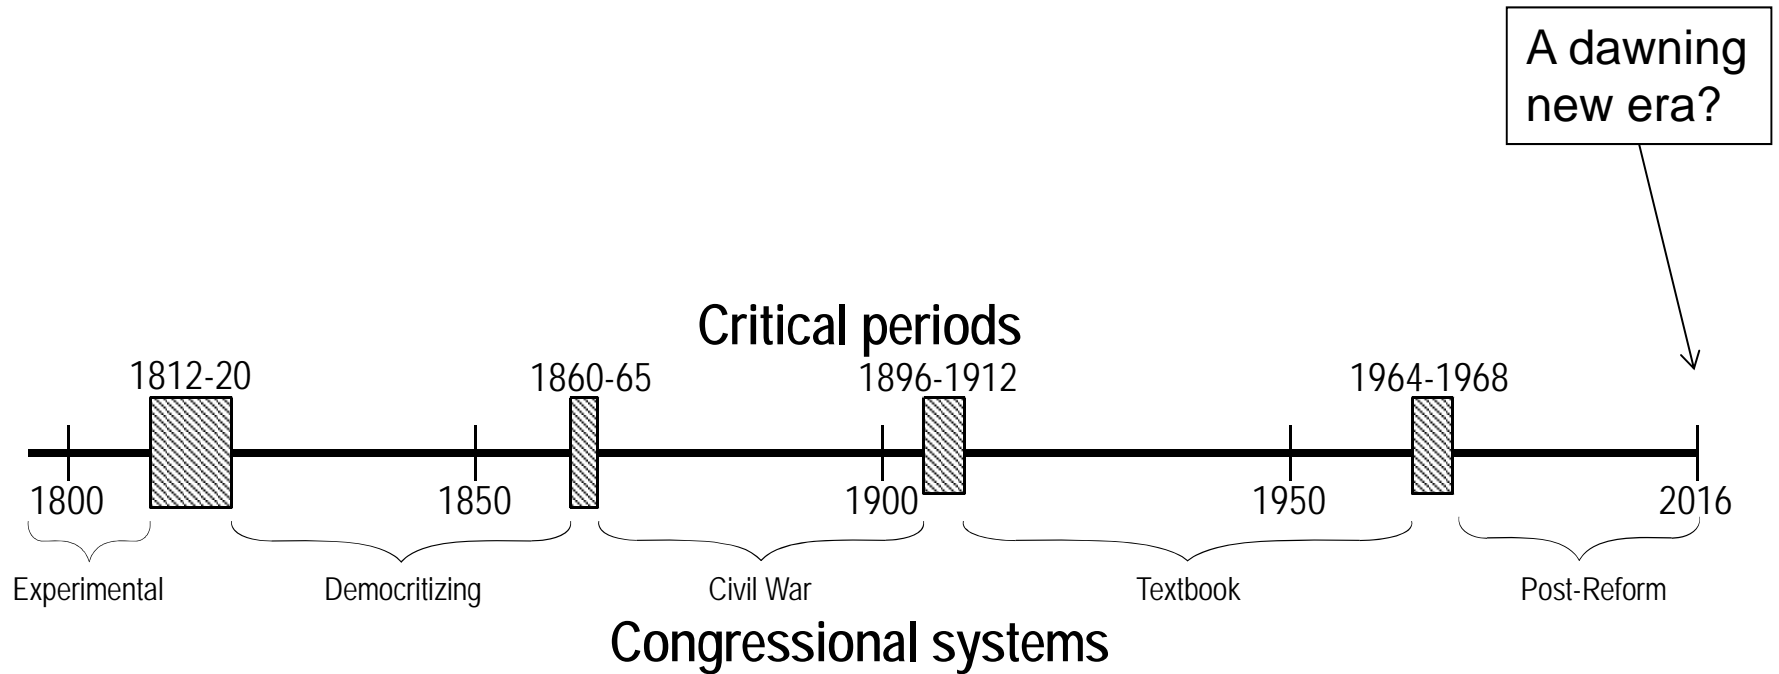 A dawning
new era?
Critical periods
1812-20
1860-65
1896-1912
1964-1968
1800
1850
1900
1950
2016
Experimental
Democritizing
Civil War
Textbook
Post-Reform
Congressional systems